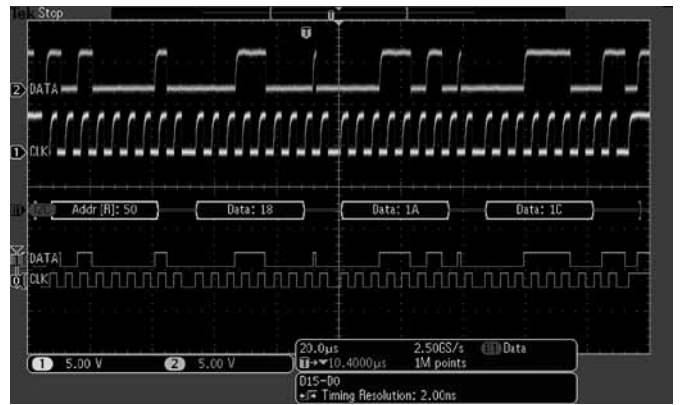 Tek Stop
T
T
2 DATA
1 CLK
Addr [R]: 50 Data: 18 Data: 1A Data: 1C
DATA
CLK
1 5.00 V 2 5.00 V
20.0µs 2.50GS/s Data
T→▼10.4000µs 1M points
D15-D0
Timing Resolution: 2.00ns